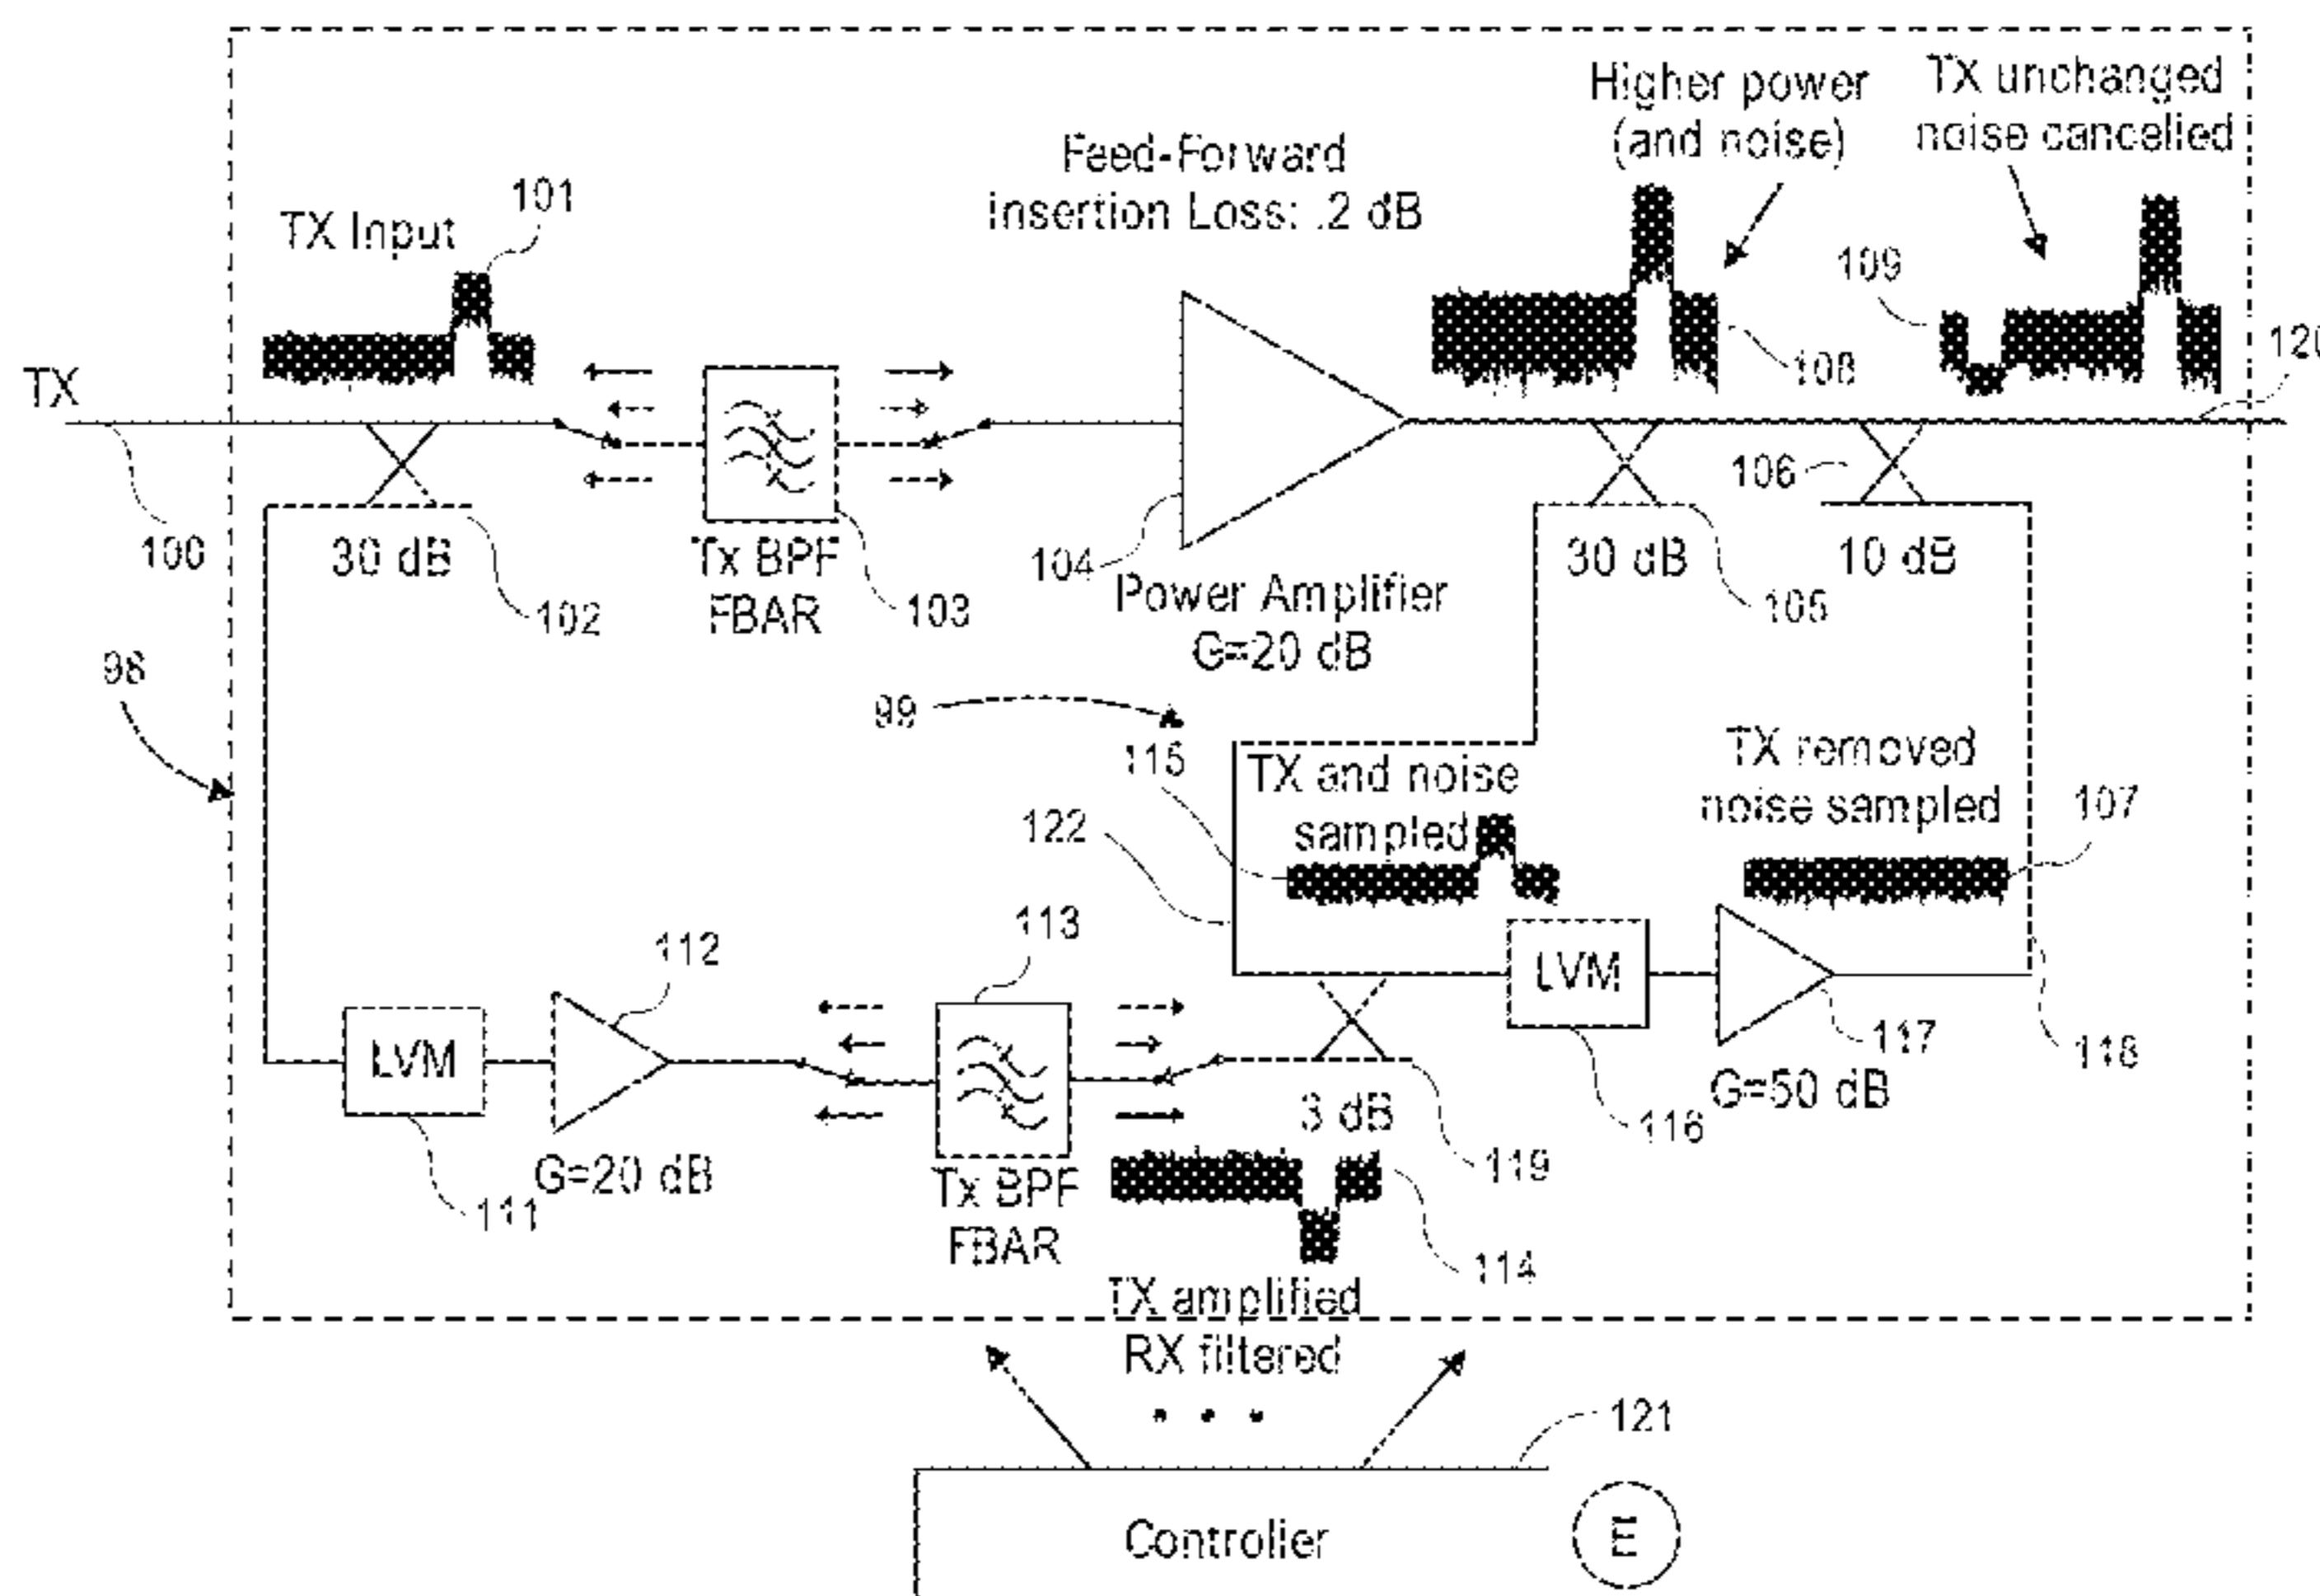 Higher power
(and noise)
TX unchanged
noise cancelled
Feed-Forward
Insertion Loss: .2 dB
101
TX Input
109
108
120
TX
100
30 dB
102
Tx BPF
FBAR
103
104
Power Amplifier
G=20 dB
30 dB
105
106
10 dB
98
99
115
TX and noise
sampled
TX removed
noise sampled
107
122
113
112
LVM
G=20 dB
111
Tx BPF
FBAR
LVM
116
G=50 dB
117
118
3 dB
119
114
TX amplified
RX filtered
• • •
121
Controller
E